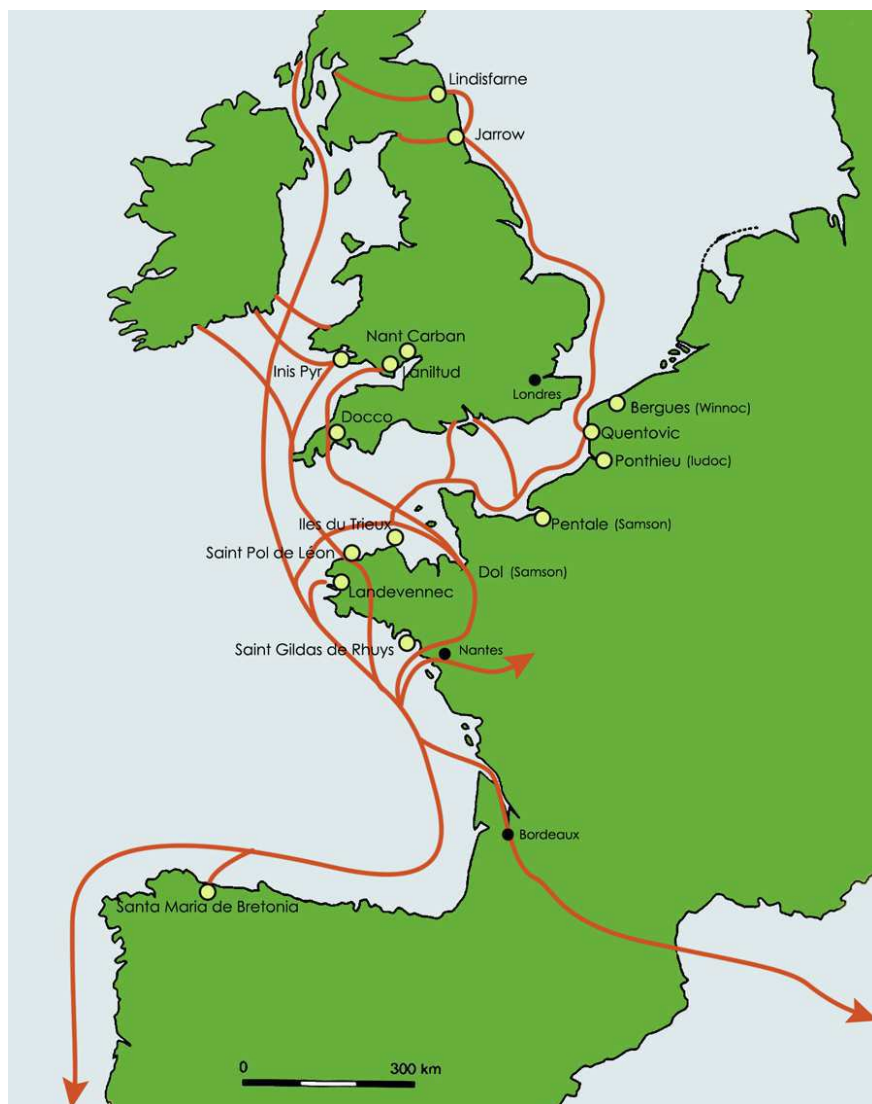 Lindisfarne
Jarrow
Nant Carban
Inis Pyr
Laniltud
Londres
Docco
Bergues (Winnoc)
Quentovic
Ponthieu (Iudoc)
Iles du Trieux
Pentale (Samson)
Saint Pol de Léon
Dol (Samson)
Landevennec
Saint Gildas de Rhuys
Nantes
Bordeaux
Santa Maria de Bretonia
0 300 km